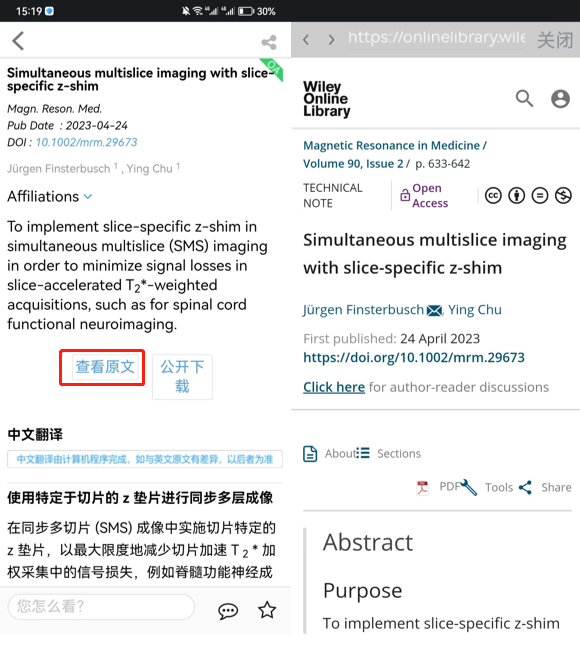 15:19
30%
Simultaneous multislice imaging with slice-
specific z-shim
OA
Magn. Reson. Med.
Pub Date : 2023-04-24
DOI : 10.1002/mrm.29673
Jürgen Finsterbusch 1 , Ying Chu 1
Affiliations
To implement slice-specific z-shim in
simultaneous multislice (SMS) imaging
in order to minimize signal losses in
slice-accelerated T2*-weighted
acquisitions, such as for spinal cord
functional neuroimaging.
查看原文
公开下
载
中文翻译
中文翻译由计算机程序完成，如与英文原文有差异，以后者为准
使用特定于切片的 z 垫片进行同步多层成像
在同步多切片 (SMS) 成像中实施切片特定的
z 垫片，以最大限度地减少切片加速 T 2 * 加
权采集中的信号损失，例如脊髓功能神经成
您怎么看？
https://onlinelibrary.wile
关闭
Wiley
Online
Library
Magnetic Resonance in Medicine /
Volume 90, Issue 2 / p. 633-642
TECHNICAL
NOTE
Open
Access
cc
Simultaneous multislice imaging
with slice-specific z-shim
Jürgen Finsterbusch, Ying Chu
First published: 24 April 2023
https://doi.org/10.1002/mrm.29673
Click here for author-reader discussions
About Sections
PDF Tools Share
Abstract
Purpose
To implement slice-specific z-shim